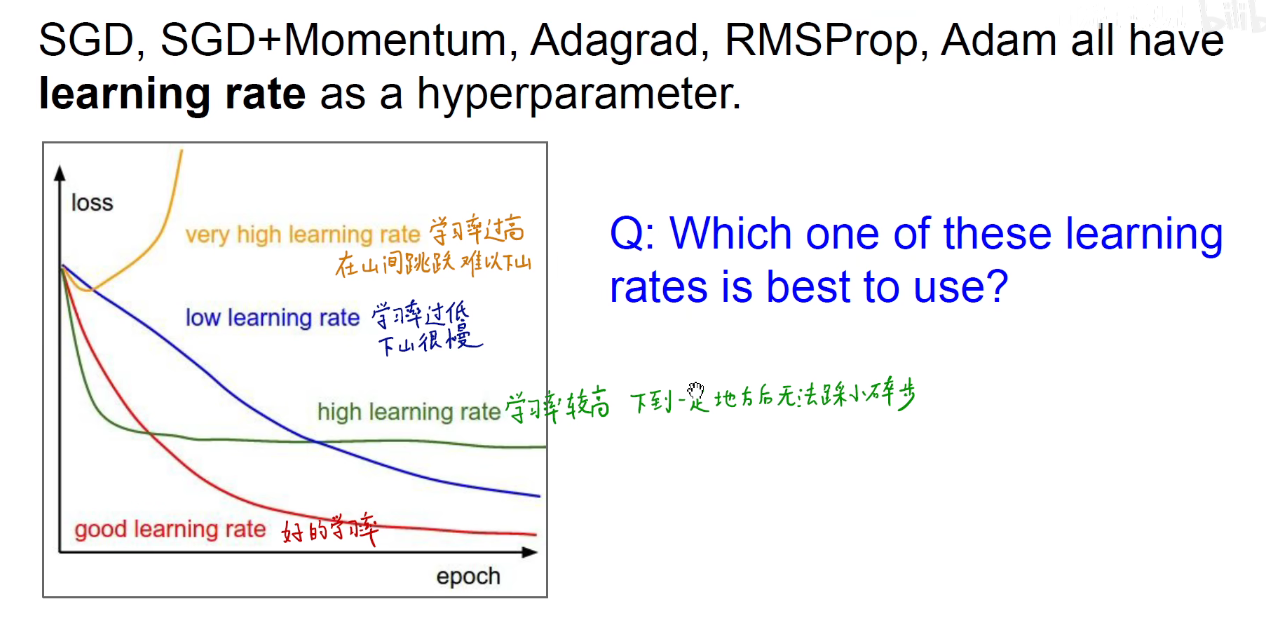 SGD, SGD+Momentum, Adagrad, RMSProp, Adam all have
learning rate as a hyperparameter.
loss
very high learning rate 学习率过高
在山间跳跃 难以下山
low learning rate 学习率过低
下山很慢
high learning rate 学习率较高 下到一定地方后无法踩小碎步
good learning rate 好的学习率
epoch
Q: Which one of these learning
rates is best to use?